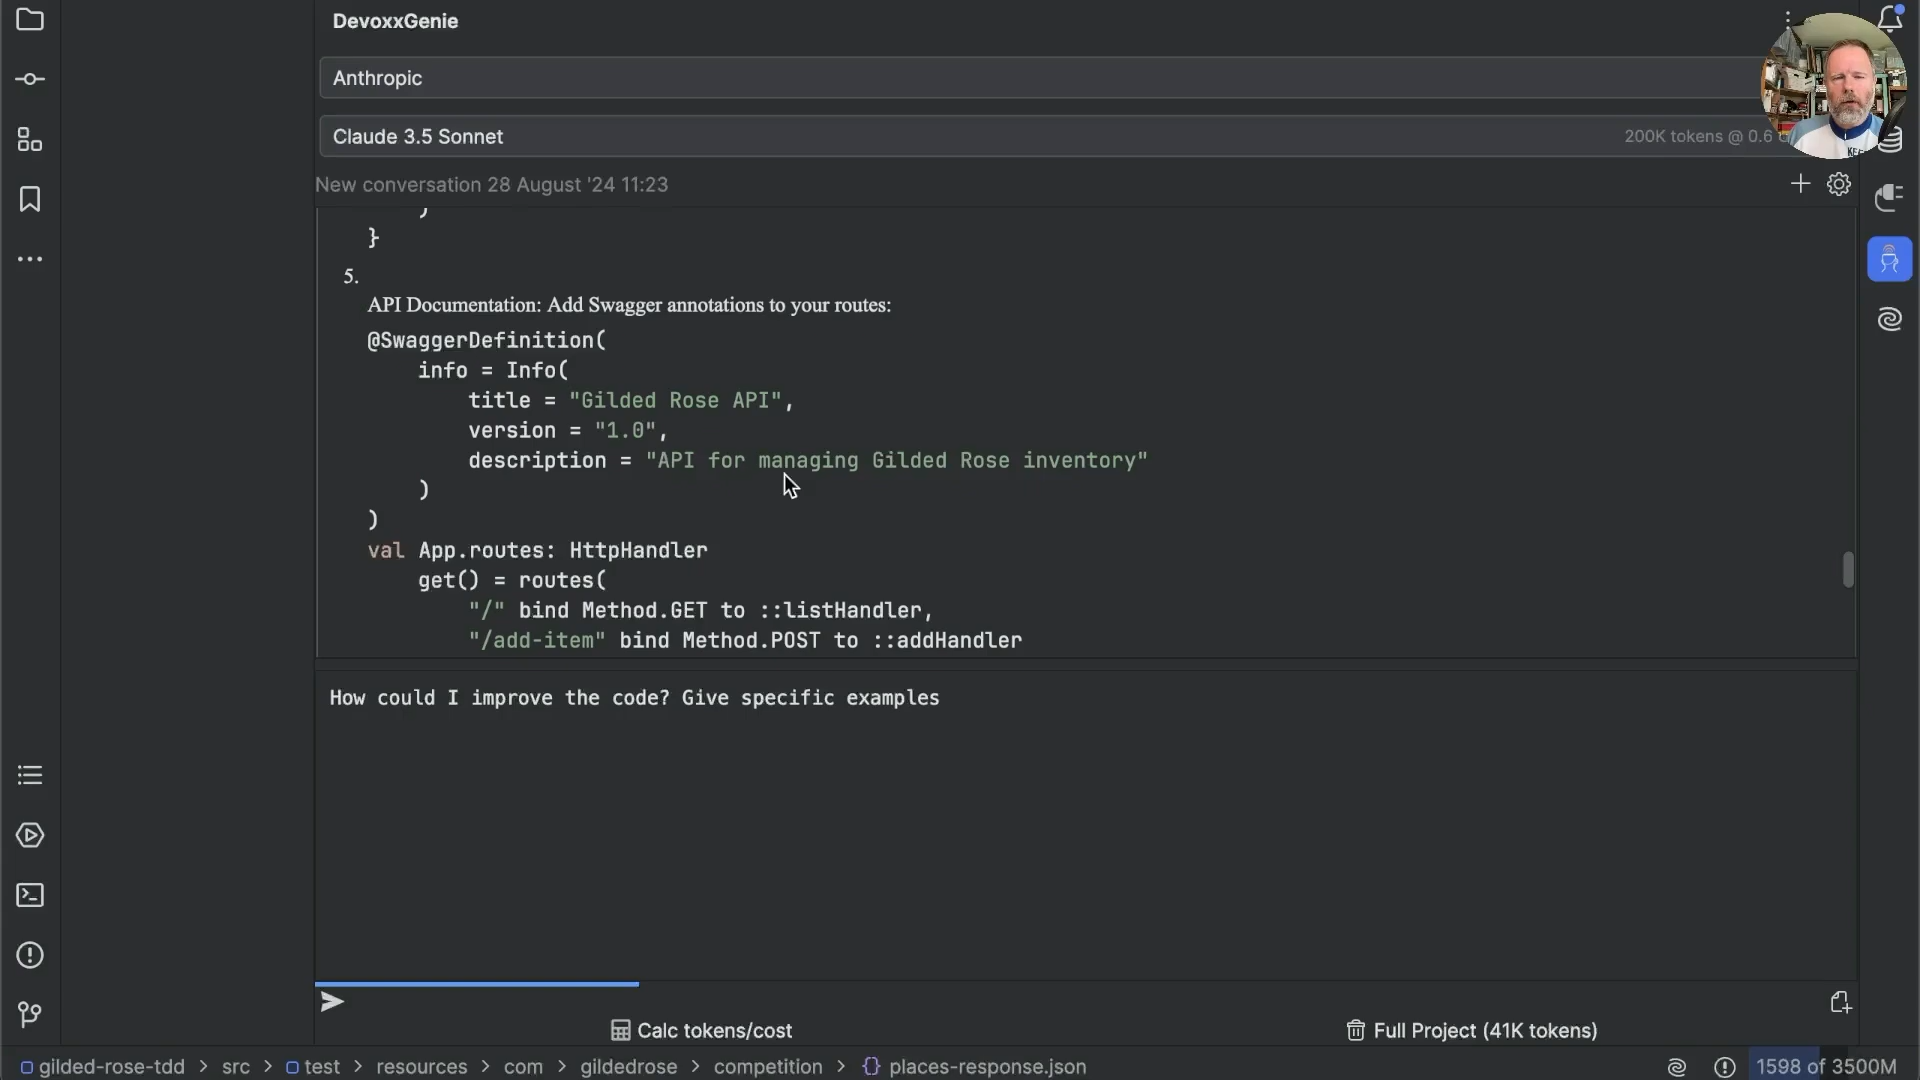 DevoxxGenie
Anthropic
Claude 3.5 Sonnet
200K tokens @ 0.6
New conversation 28 August '24 11:23
)
}
5.
API Documentation: Add Swagger annotations to your routes:
@SwaggerDefinition(
info = Info(
title = "Gilded Rose API",
version = "1.0",
description = "API for managing Gilded Rose inventory"
)
)
val App.routes: HttpHandler
get() = routes(
"/" bind Method.GET to ::listHandler,
"/add-item" bind Method.POST to ::addHandler
How could I improve the code? Give specific examples
Calc tokens/cost
Full Project (41K tokens)
gilded-rose-tdd > src > test > resources > com > gildedrose > competition > {} places-response.json
1598 of 3500M